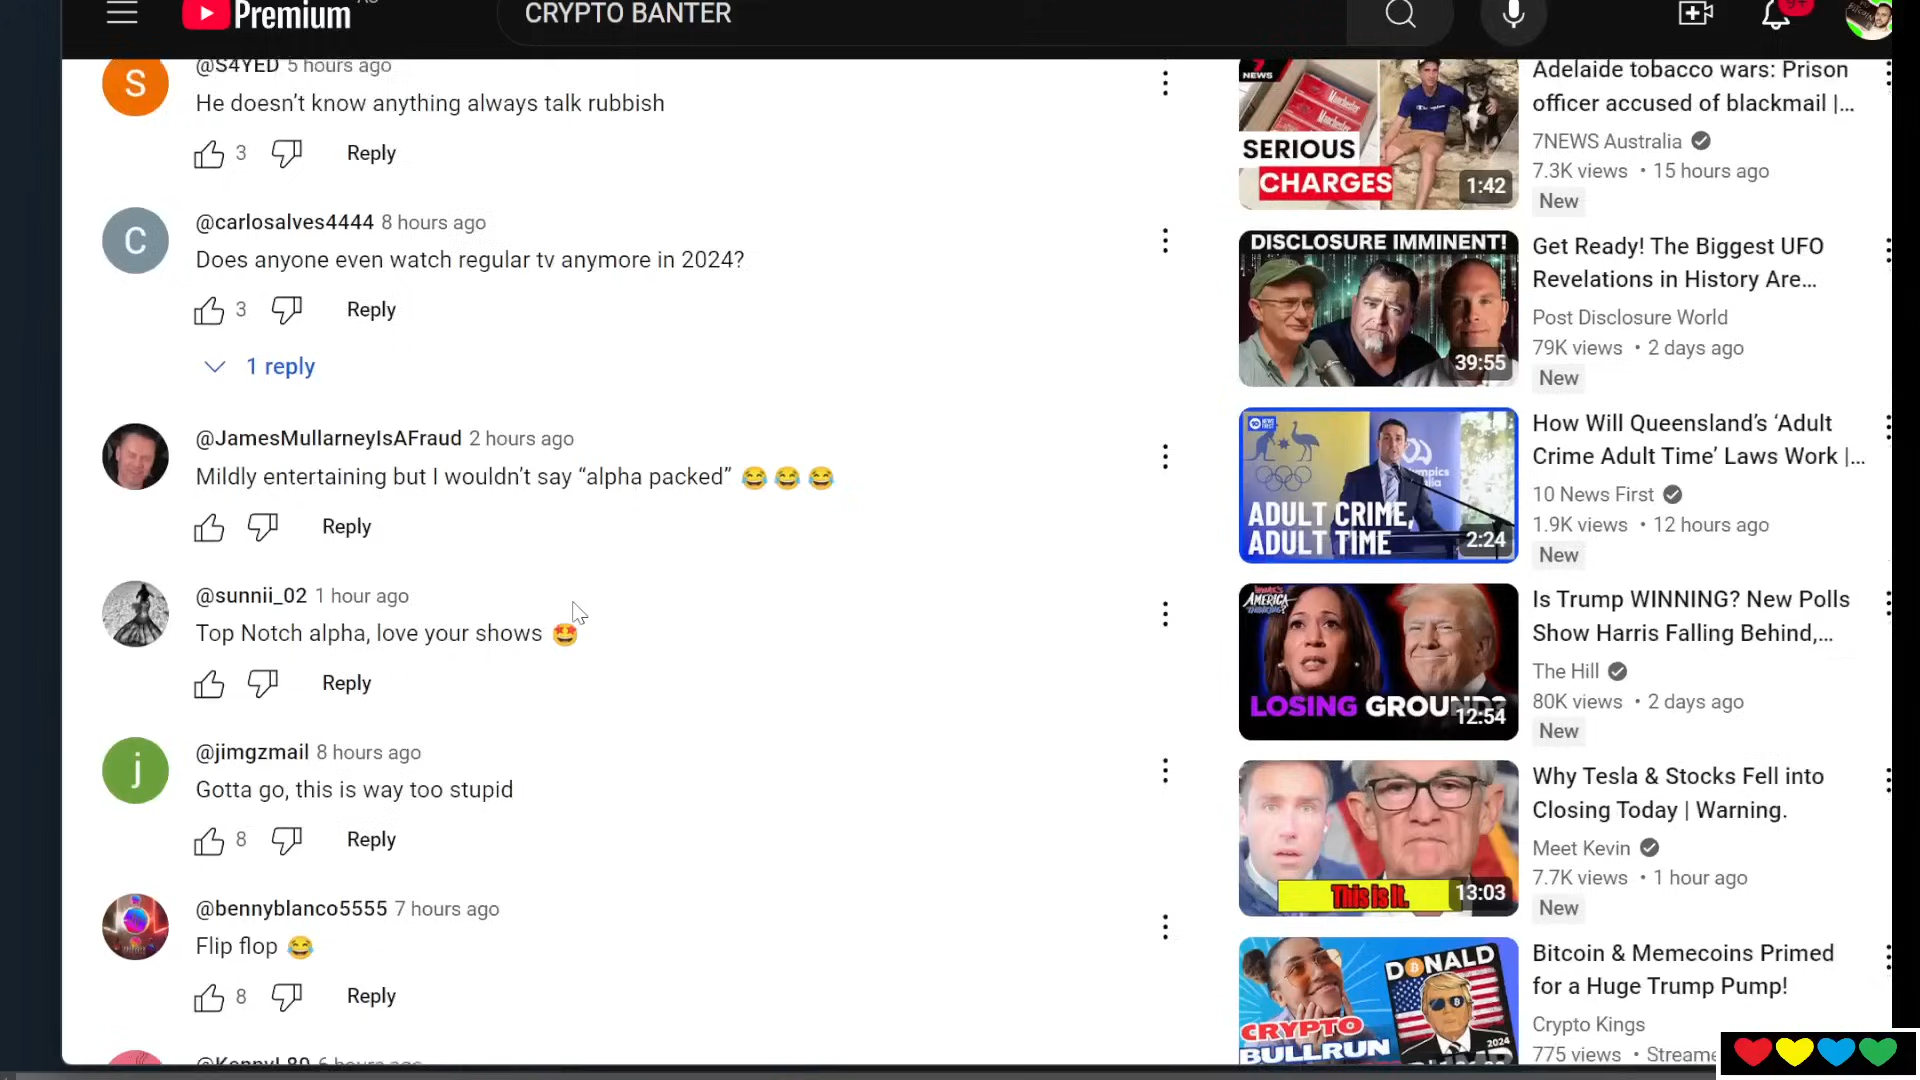 Premium
CRYPTO BANTER
9+
@S4YED 5 hours ago
S
He doesn’t know anything always talk rubbish
3 Reply
@carlosalves4444 8 hours ago
C
Does anyone even watch regular tv anymore in 2024?
3 Reply
1 reply
@JamesMullarneyIsAFraud 2 hours ago
Mildly entertaining but I wouldn’t say “alpha packed” 😂 😂 😂
Reply
@sunnii_02 1 hour ago
Top Notch alpha, love your shows 🤩
Reply
@jimgzmail 8 hours ago
j
Gotta go, this is way too stupid
8 Reply
@bennyblanco5555 7 hours ago
Flip flop 😂
8 Reply
7 NEWS
Manchester
SERIOUS
CHARGES
1:42
Adelaide tobacco wars: Prison
officer accused of blackmail |...
7NEWS Australia
7.3K views • 15 hours ago
New
DISCLOSURE IMMINENT!
39:55
Get Ready! The Biggest UFO
Revelations in History Are...
Post Disclosure World
79K views • 2 days ago
New
ADULT CRIME,
ADULT TIME
2:24
How Will Queensland’s ‘Adult
Crime Adult Time’ Laws Work |...
10 News First
1.9K views • 12 hours ago
New
AMERICA
LOSING GROUND?
12:54
Is Trump WINNING? New Polls
Show Harris Falling Behind,...
The Hill
80K views • 2 days ago
New
This is it.
13:03
Why Tesla & Stocks Fell into
Closing Today | Warning.
Meet Kevin
7.7K views • 1 hour ago
New
DONALD
CRYPTO
BULLRUN
2024
Bitcoin & Memecoins Primed
for a Huge Trump Pump!
Crypto Kings
775 views • Streame